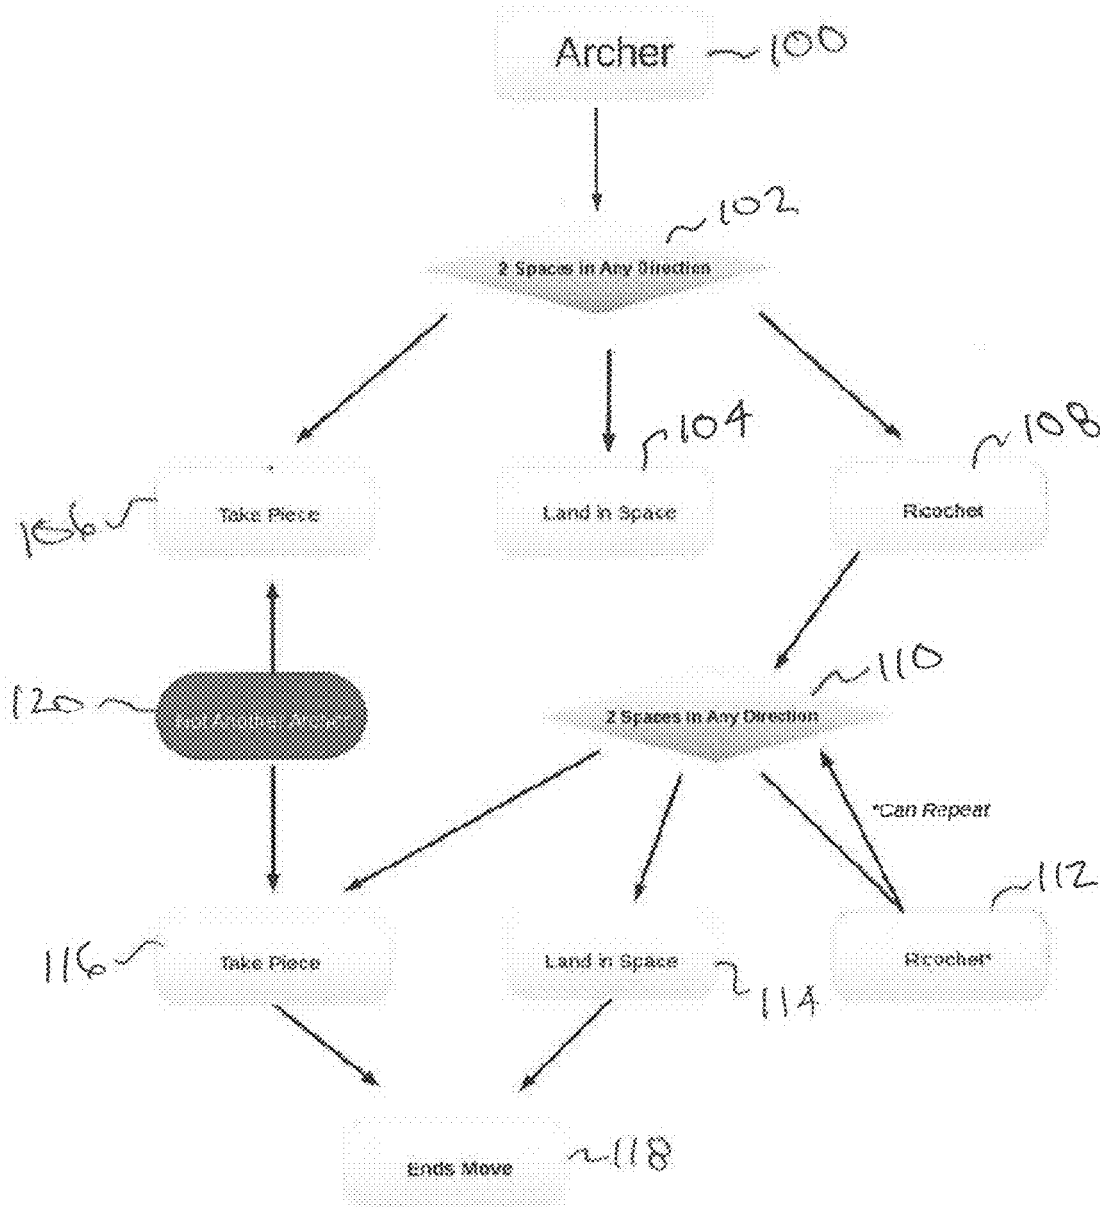 Archer
100
102
2 Spaces in Any Direction
104
108
106
Take Piece
Land in Space
Ricochet
110
120
Another Archer
2 Spaces in Any Direction
*Can Repeat
112
116
Take Piece
Land in Space
Ricochet*
114
Ends Move
118